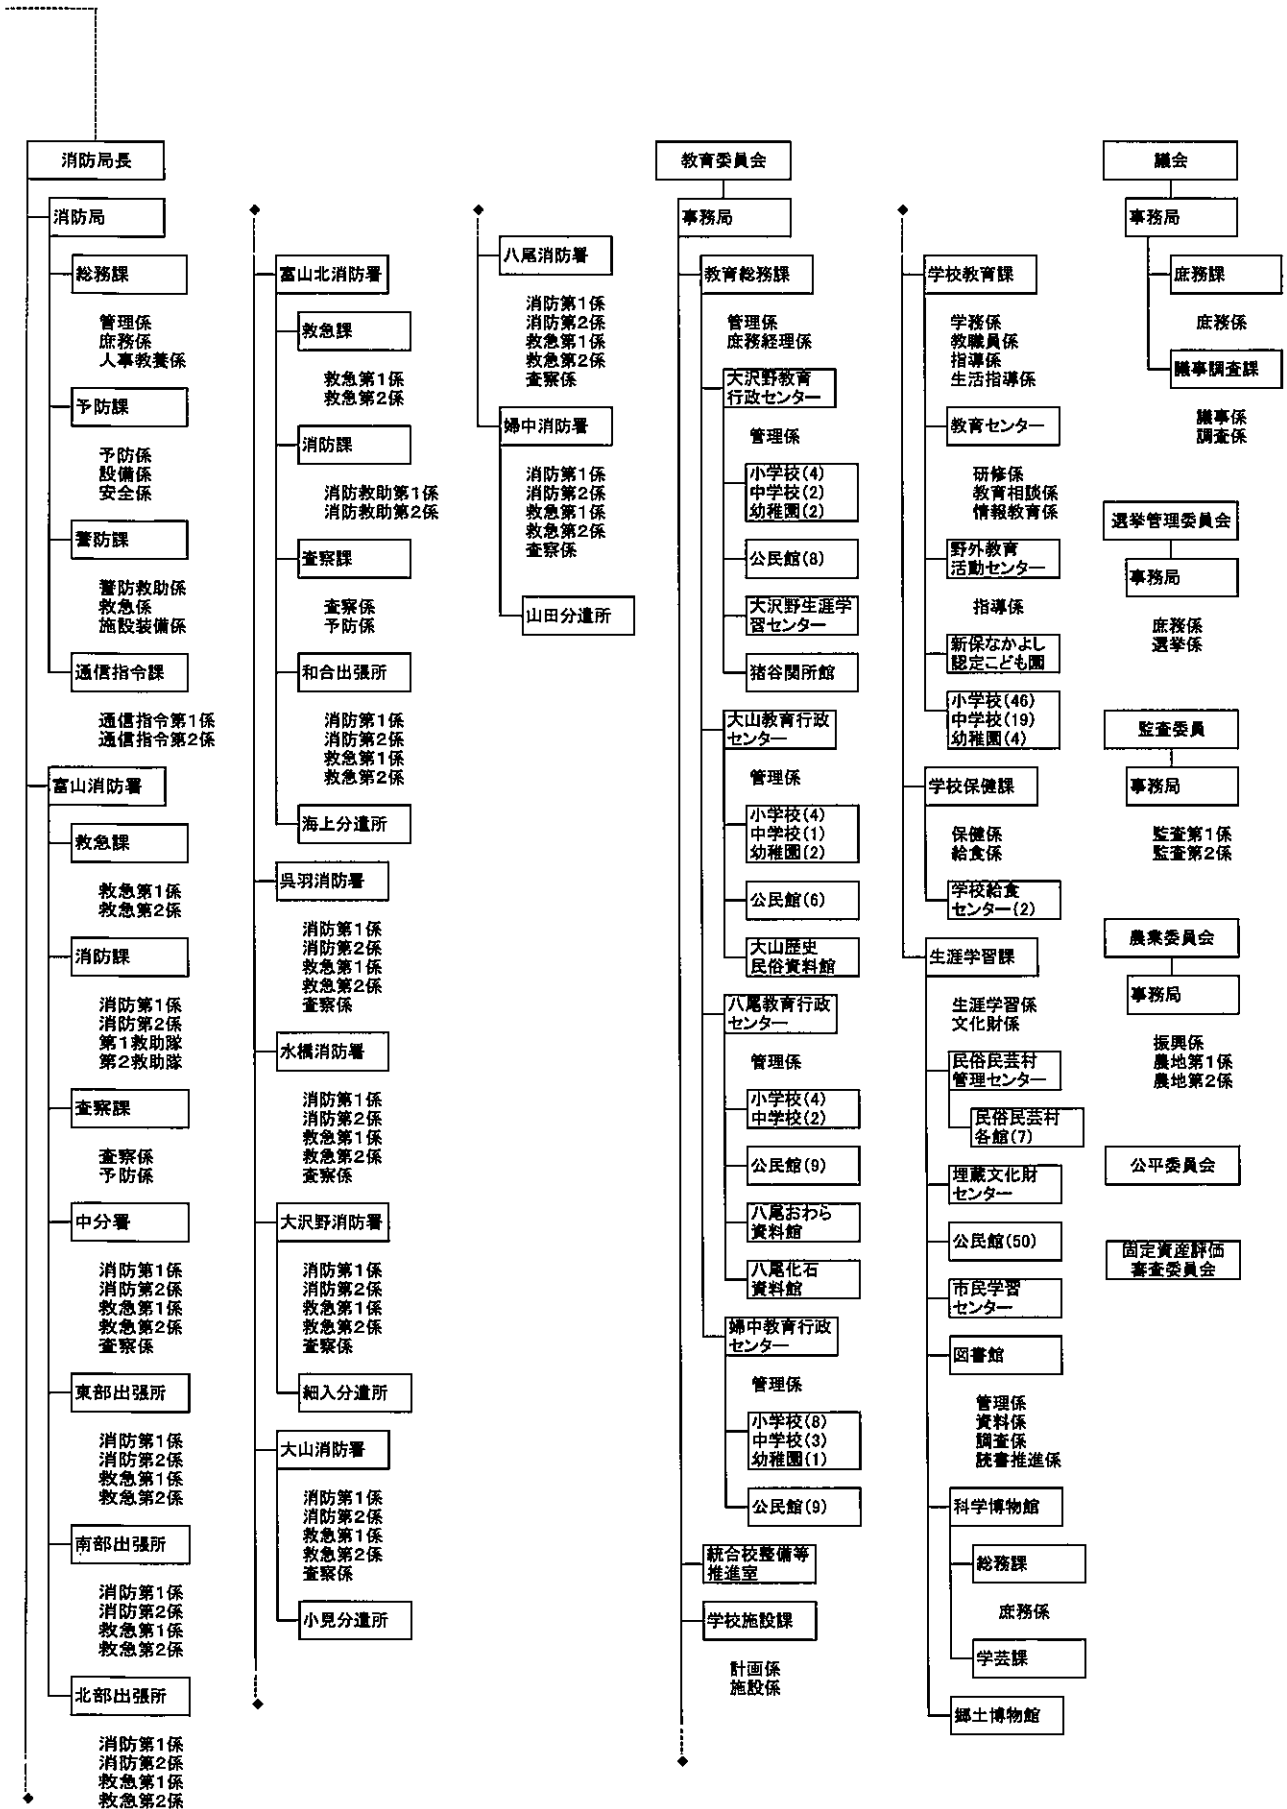 消防局長
消防局
総務課
管理係
庶務係
人事教養係
予防課
予防係
設備係
安全係
警防課
警防救助係
救急係
施設装備係
通信指令課
通信指令第1係
通信指令第2係
富山消防署
救急課
救急第1係
救急第2係
消防課
消防第1係
消防第2係
第1救助隊
第2救助隊
査察課
査察係
予防係
中分署
消防第1係
消防第2係
救急第1係
救急第2係
査察係
東部出張所
消防第1係
消防第2係
救急第1係
救急第2係
南部出張所
消防第1係
消防第2係
救急第1係
救急第2係
北部出張所
消防第1係
消防第2係
救急第1係
救急第2係
富山北消防署
救急課
救急第1係
救急第2係
消防課
消防救助第1係
消防救助第2係
査察課
査察係
予防係
和合出張所
消防第1係
消防第2係
救急第1係
救急第2係
海上分遣所
呉羽消防署
消防第1係
消防第2係
救急第1係
救急第2係
査察係
水橋消防署
消防第1係
消防第2係
救急第1係
救急第2係
査察係
大沢野消防署
消防第1係
消防第2係
救急第1係
救急第2係
査察係
細入分遣所
大山消防署
消防第1係
消防第2係
救急第1係
救急第2係
査察係
小見分遣所
八尾消防署
消防第1係
消防第2係
救急第1係
救急第2係
査察係
婦中消防署
消防第1係
消防第2係
救急第1係
救急第2係
査察係
山田分遣所
教育委員会
事務局
教育総務課
管理係
庶務経理係
大沢野教育
行政センター
管理係
小学校(4)
中学校(2)
幼稚園(2)
公民館(8)
大沢野生涯学
習センター
猪谷関所館
大山教育行政
センター
管理係
小学校(4)
中学校(1)
幼稚園(2)
公民館(6)
大山歴史
民俗資料館
八尾教育行政
センター
管理係
小学校(4)
中学校(2)
公民館(9)
八尾おわら
資料館
八尾化石
資料館
婦中教育行政
センター
管理係
小学校(8)
中学校(3)
幼稚園(1)
公民館(9)
統合校整備等
推進室
学校施設課
計画係
施設係
学校教育課
学務係
教職員係
指導係
生活指導係
教育センター
研修係
教育相談係
情報教育係
野外教育
活動センター
指導係
新保なかよし
認定こども園
小学校(46)
中学校(19)
幼稚園(4)
学校保健課
保健係
給食係
学校給食
センター(2)
生涯学習課
生涯学習係
文化財係
民俗民芸村
管理センター
民俗民芸村
各館(7)
埋蔵文化財
センター
公民館(50)
市民学習
センター
図書館
管理係
資料係
調査係
読書推進係
科学博物館
総務課
庶務係
学芸課
郷土博物館
議会
事務局
庶務課
庶務係
議事調査課
議事係
調査係
選挙管理委員会
事務局
庶務係
選挙係
監査委員
事務局
監査第1係
監査第2係
農業委員会
事務局
振興係
農地第1係
農地第2係
公平委員会
固定資産評価
審査委員会